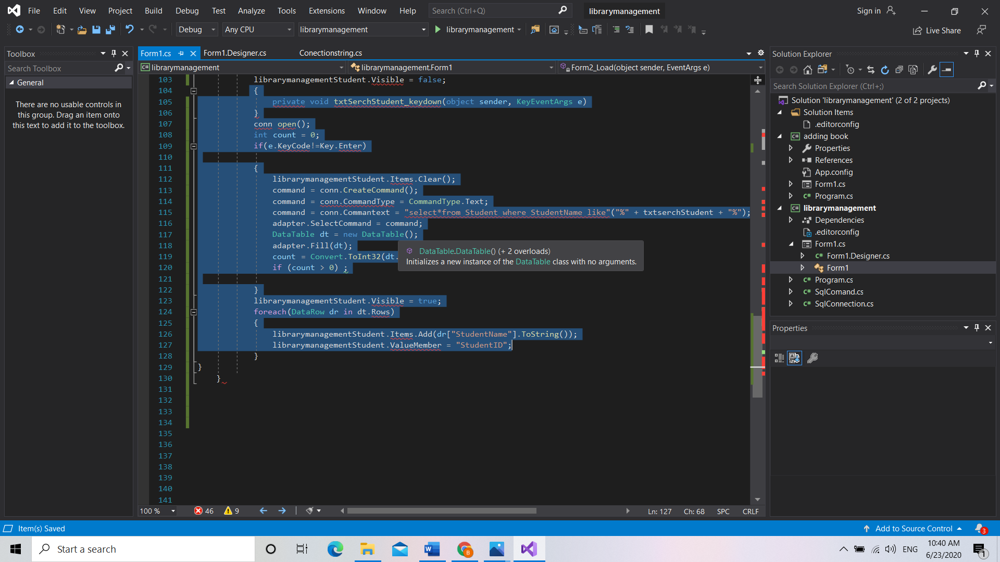 File Edit View Project Build Debug Test Analyze Tools Extensions Window Help Search (Ctrl+Q) librarymanagement Sign in
Debug Any CPU librarymanagement librarymanagement Live Share
Toolbox
Search Toolbox
General
There are no usable controls in
this group. Drag an item onto
this text to add it to the toolbox.
Form1.cs Form1.Designer.cs Conectionstring.cs
C# librarymanagement librarymanagement.Form1 Form2_Load(object sender, EventArgs e)
103 librarymanagementStudent.Visible = false;
104 {
105 private void txtSerchStudent_keydown(object sender, KeyEventArgs e)
106 }
107 conn open();
108 int count = 0;
109 if(e.KeyCode!=Key.Enter)
110
111 {
112 librarymanagementStudent.Items.Clear();
113 command = conn.CreateCommand();
114 command = conn.CommandType = CommandType.Text;
115 command = conn.Commantext = "select*from Student where StudentName like"("%" + txtserchStudent + "%");
116 adapter.SelectCommand = command;
117 DataTable dt = new DataTable();
118 adapter.Fill(dt);
119 count = Convert.ToInt32(dt.
120 if (count > 0) ;
121
122 }
123 librarymanagementStudent.Visible = true;
124 foreach(DataRow dr in dt.Rows)
125 {
126 librarymanagementStudent.Items.Add(dr["StudentName"].ToString());
127 librarymanagementStudent.ValueMember = "StudentID";
128 }
129 }
130 }
131
132
133
134
135
136
137
138
139
140
141
DataTable.DataTable() (+ 2 overloads)
Initializes a new instance of the DataTable class with no arguments.
100 % 46 9 Ln: 127 Ch: 68 SPC CRLF
Solution Explorer
Search Solution Explorer (Ctrl+;)
Solution 'librarymanagement' (2 of 2 projects)
Solution Items
.editorconfig
C# adding book
Properties
References
App.config
Form1.cs
C# Program.cs
C# librarymanagement
Dependencies
.editorconfig
Form1.cs
C# Form1.Designer.cs
Form1
C# Program.cs
C# SqlComand.cs
C# SqlConnection.cs
Properties
Item(s) Saved Add to Source Control 3
Start a search ENG 10:40 AM
6/23/2020 1